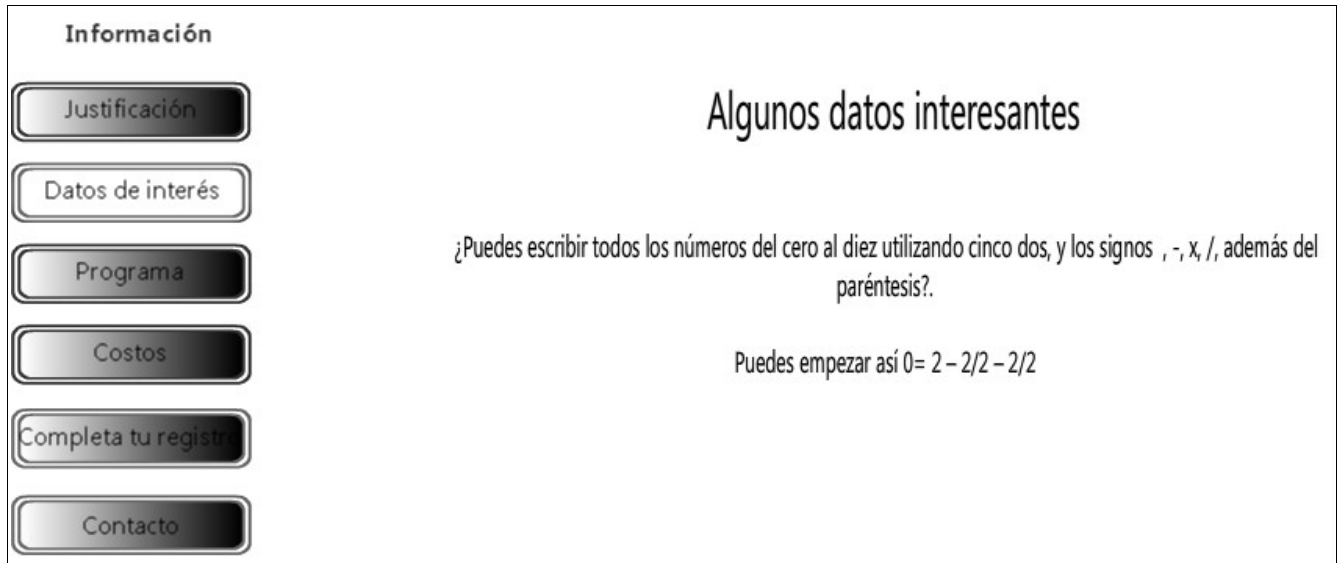 Información
Justificación
Datos de interés
Programa
Costos
Completa tu registro
Contacto
Algunos datos interesantes
¿Puedes escribir todos los números del cero al diez utilizando cinco dos, y los signos , -, x, /, además del
paréntesis?.
Puedes empezar así 0= 2 – 2/2 – 2/2